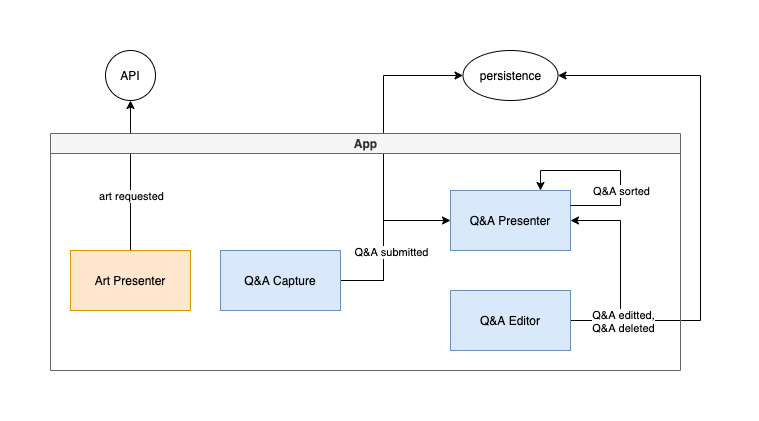 API
persistence
App
art requested
Q&A sorted
Q&A Presenter
Q&A submitted
Art Presenter
Q&A Capture
Q&A Editor
Q&A editted,
Q&A deleted